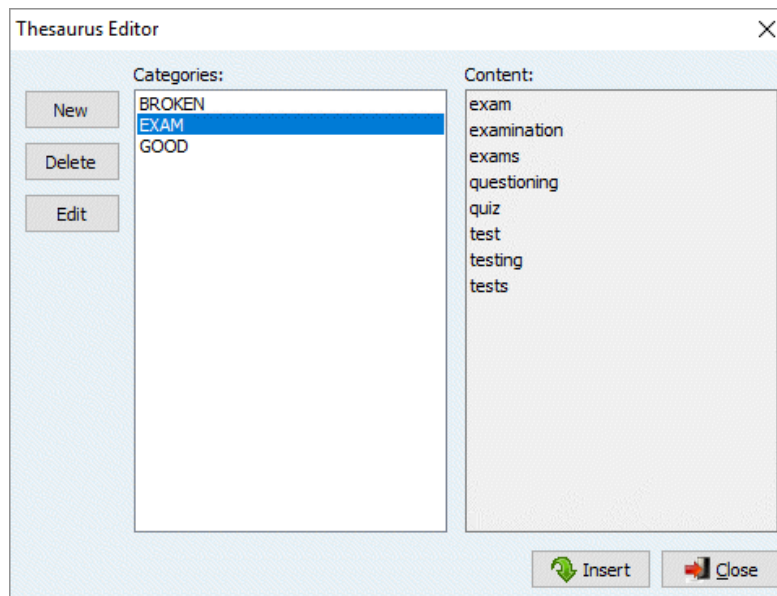 Thesaurus Editor
Categories:
Content:
New
Delete
Edit
BROKEN
EXAM
GOOD
exam
examination
exams
questioning
quiz
test
testing
tests
Insert
Close